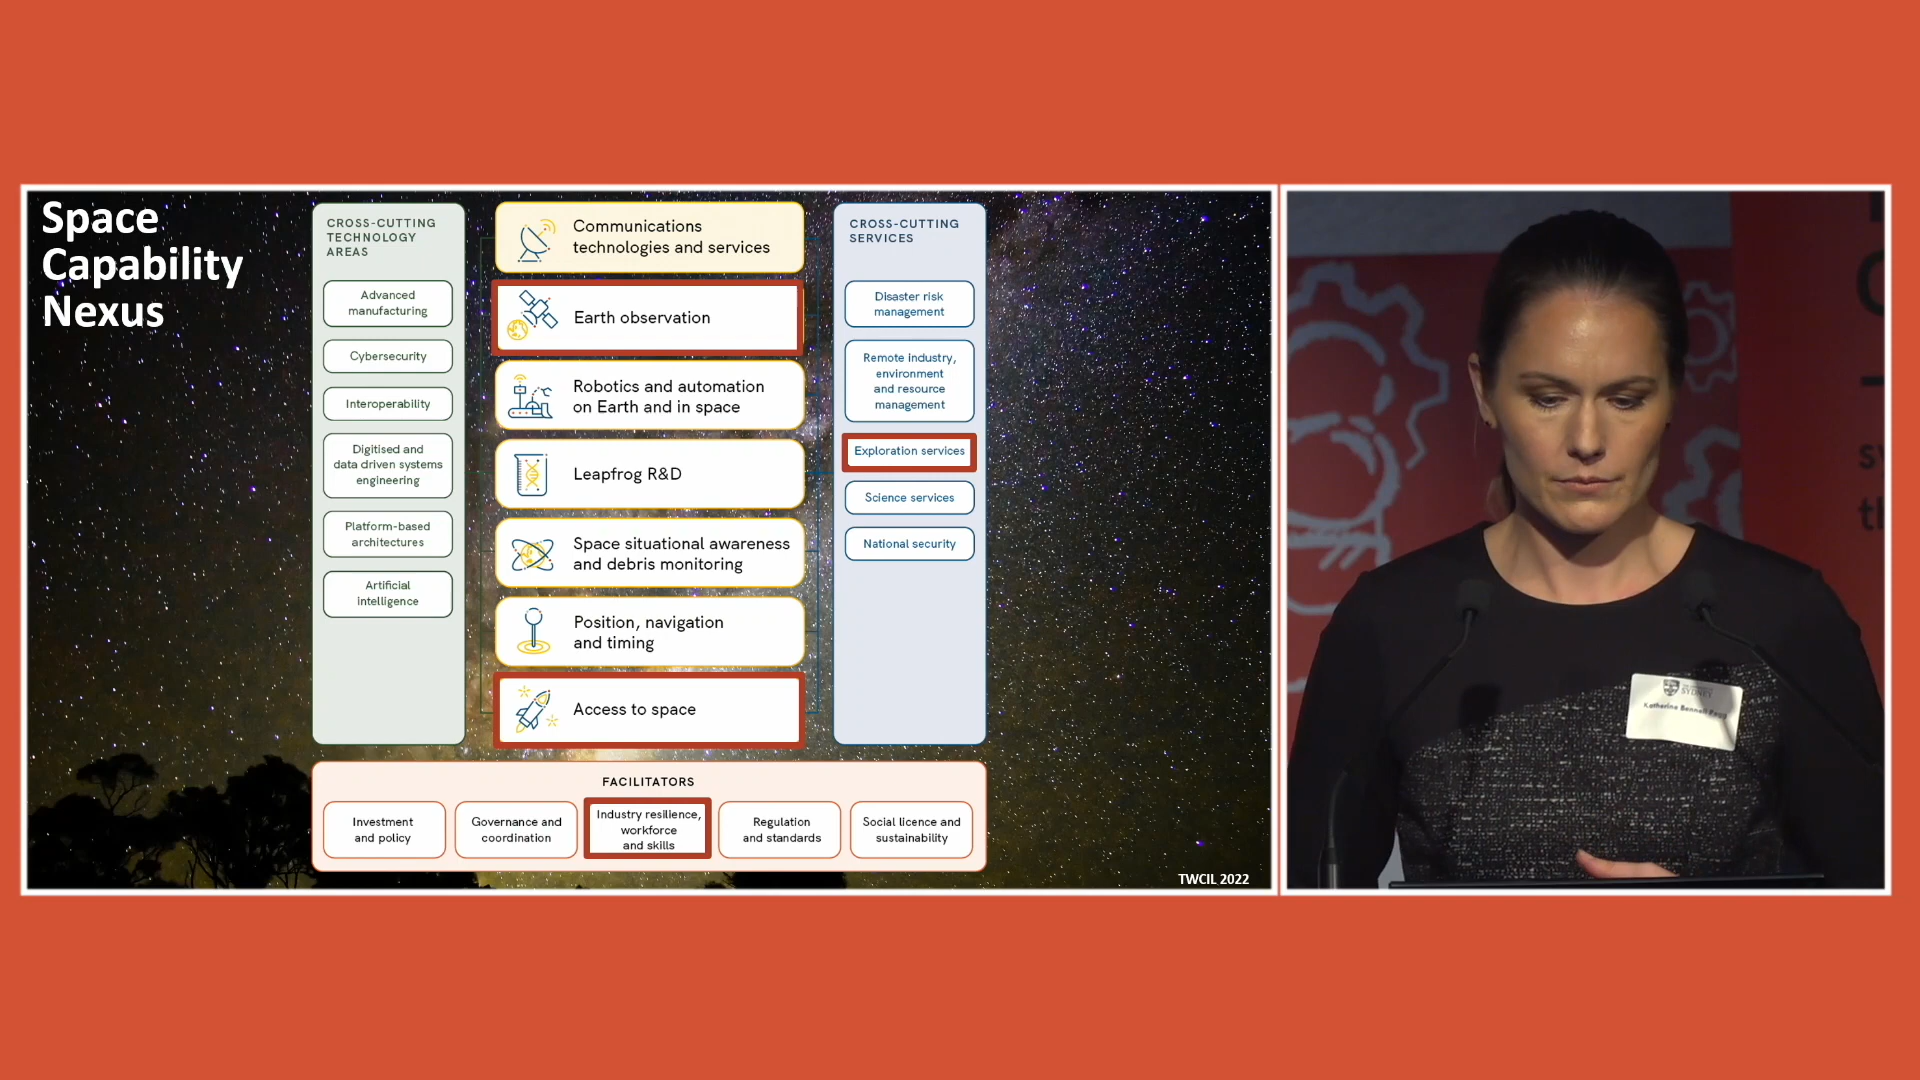 Space
Capability
Nexus
CROSS-CUTTING
TECHNOLOGY
AREAS
Advanced
manufacturing
Cybersecurity
Interoperability
Digitised and
data driven systems
engineering
Platform-based
architectures
Artificial
intelligence
Communications
technologies and services
Earth observation
Robotics and automation
on Earth and in space
Leapfrog R&D
Space situational awareness
and debris monitoring
Position, navigation
and timing
Access to space
CROSS-CUTTING
SERVICES
Disaster risk
management
Remote industry,
environment
and resource
management
Exploration services
Science services
National security
FACILITATORS
Investment
and policy
Governance and
coordination
Industry resilience,
workforce
and skills
Regulation
and standards
Social licence and
sustainability
TWCIL 2022
SYDNEY
Katherine Bennell